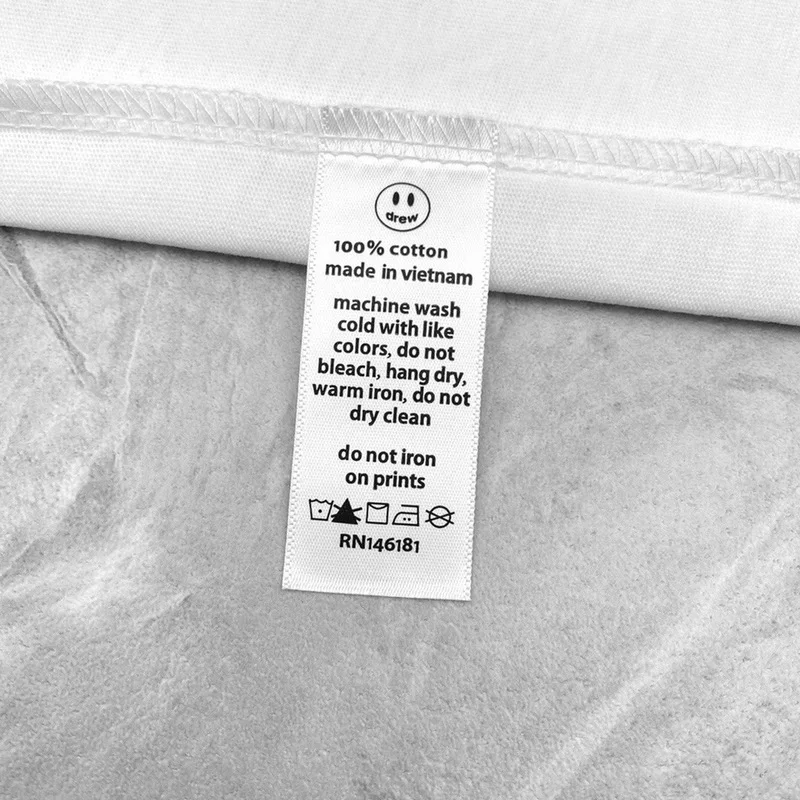 drew
100% cotton
made in vietnam
machine wash
cold with like
colors, do not
bleach, hang dry,
warm iron, do not
dry clean
do not iron
on prints
RN146181